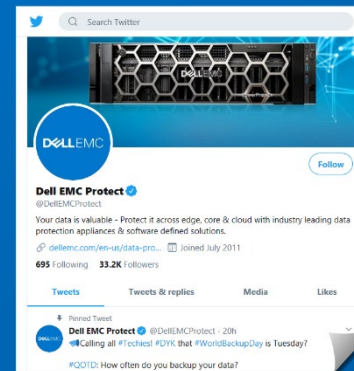 Search Twitter
DELLEMC
DELLEMC
Follow
Dell EMC Protect
@DellEMCProtect
Your data is valuable - Protect it across edge, core & cloud with industry leading data
protection appliances & software defined solutions.
dellemc.com/en-us/data-pro... Joined July 2011
695 Following 33.2K Followers
Tweets Tweets & replies Media Likes
Pinned Tweet
Dell EMC Protect @DellEMCProtect · 20h
Calling all #Techies! #DYK that #WorldBackupDay is Tuesday?
#QOTD: How often do you backup your data?